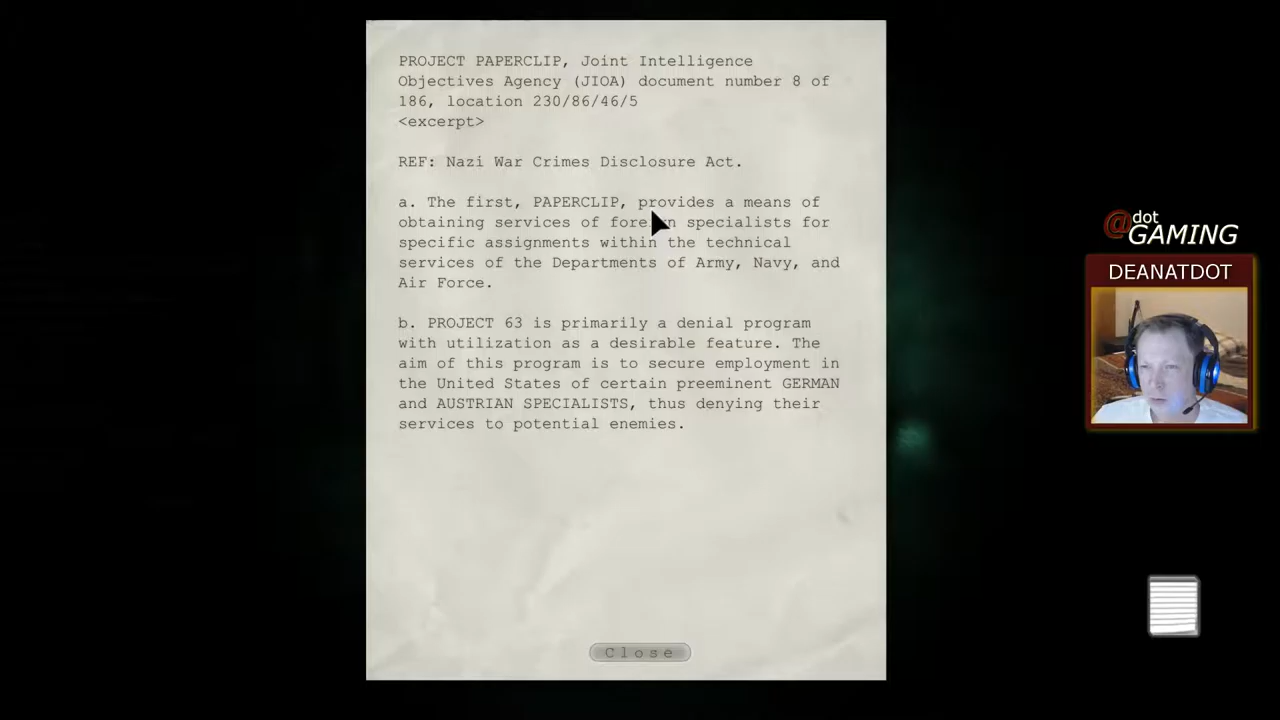 PROJECT PAPERCLIP, Joint Intelligence
Objectives Agency (JIOA) document number 8 of
186, location 230/86/46/5
<excerpt>
REF: Nazi War Crimes Disclosure Act.
a. The first, PAPERCLIP, provides a means of
obtaining services of foreign specialists for
specific assignments within the technical
services of the Departments of Army, Navy, and
Air Force.
b. PROJECT 63 is primarily a denial program
with utilization as a desirable feature. The
aim of this program is to secure employment in
the United States of certain preeminent GERMAN
and AUSTRIAN SPECIALISTS, thus denying their
services to potential enemies.
Close
@dot
GAMING
DEANATDOT